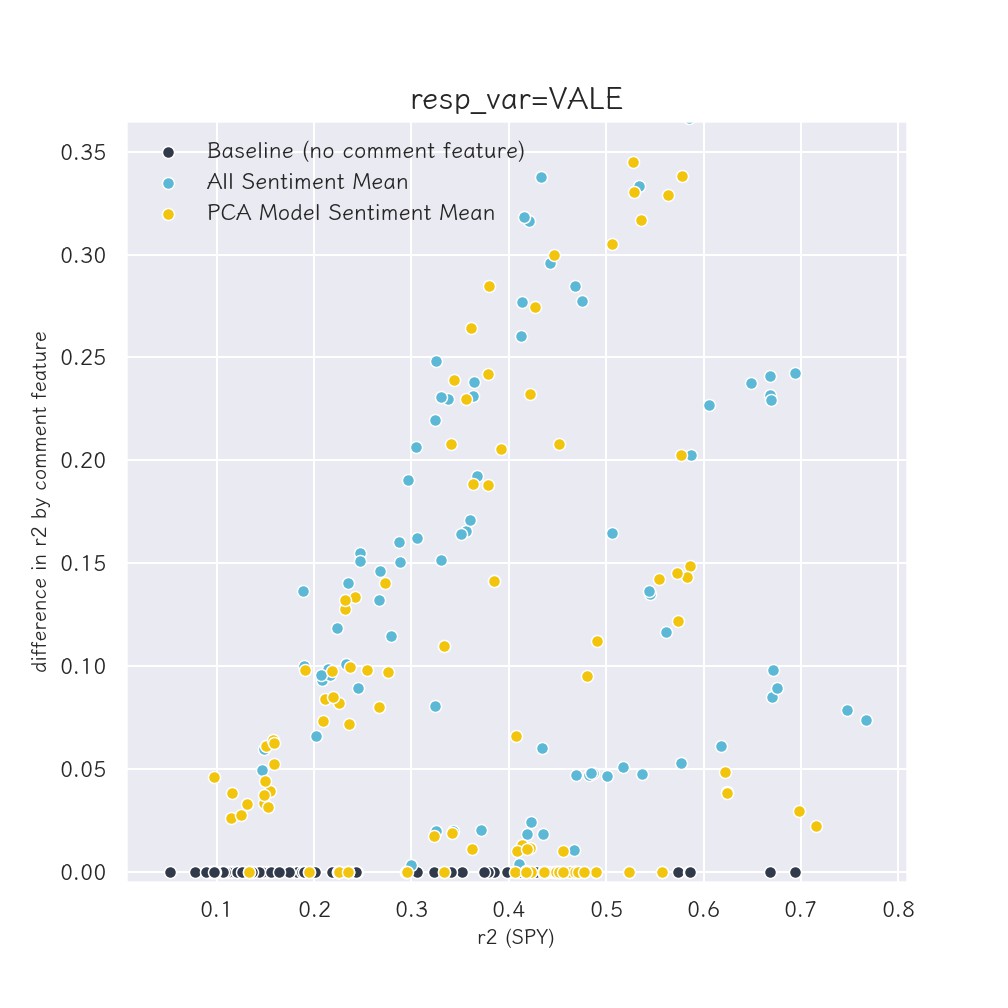 resp_var=VALE
Baseline (no comment feature)
All Sentiment Mean
PCA Model Sentiment Mean
0.35
0.30
0.25
0.20
0.15
0.10
0.05
0.00
difference in r2 by comment feature
0.1 0.2 0.3 0.4 0.5 0.6 0.7 0.8
r2 (SPY)